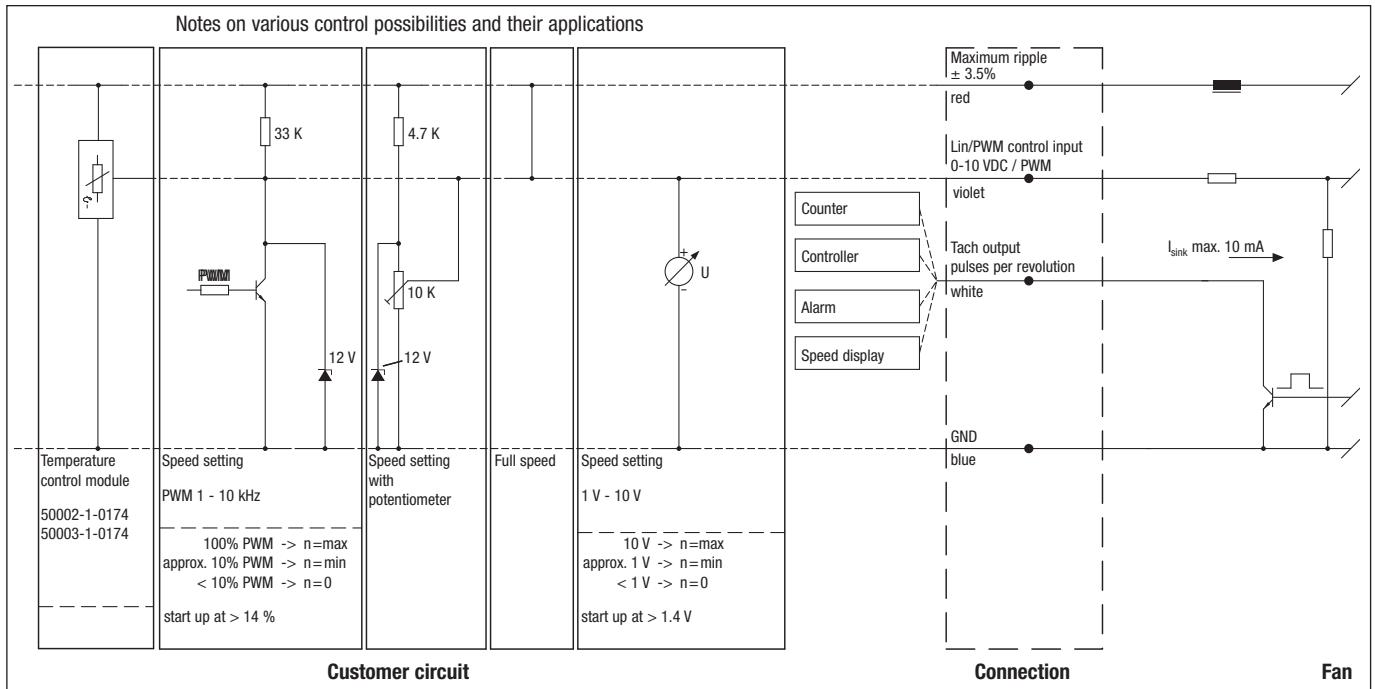 Notes on various control possibilities and their applications
33 K
PWM
12 V
4.7 K
10 K
12 V
+
U
-
Counter
Controller
Alarm
Speed display
Maximum ripple
± 3.5%
red
Lin/PWM control input
0-10 VDC / PWM
violet
Tach output
pulses per revolution
white
GND
blue
I sink max. 10 mA
Temperature
control module
50002-1-0174
50003-1-0174
Speed setting
PWM 1 - 10 kHz
100% PWM -> n=max
approx. 10% PWM -> n=min
< 10% PWM -> n=0
start up at > 14 %
Speed setting
with
potentiometer
Full speed
Speed setting
1 V - 10 V
10 V -> n=max
approx. 1 V -> n=min
< 1 V -> n=0
start up at > 1.4 V
Customer circuit
Connection
Fan